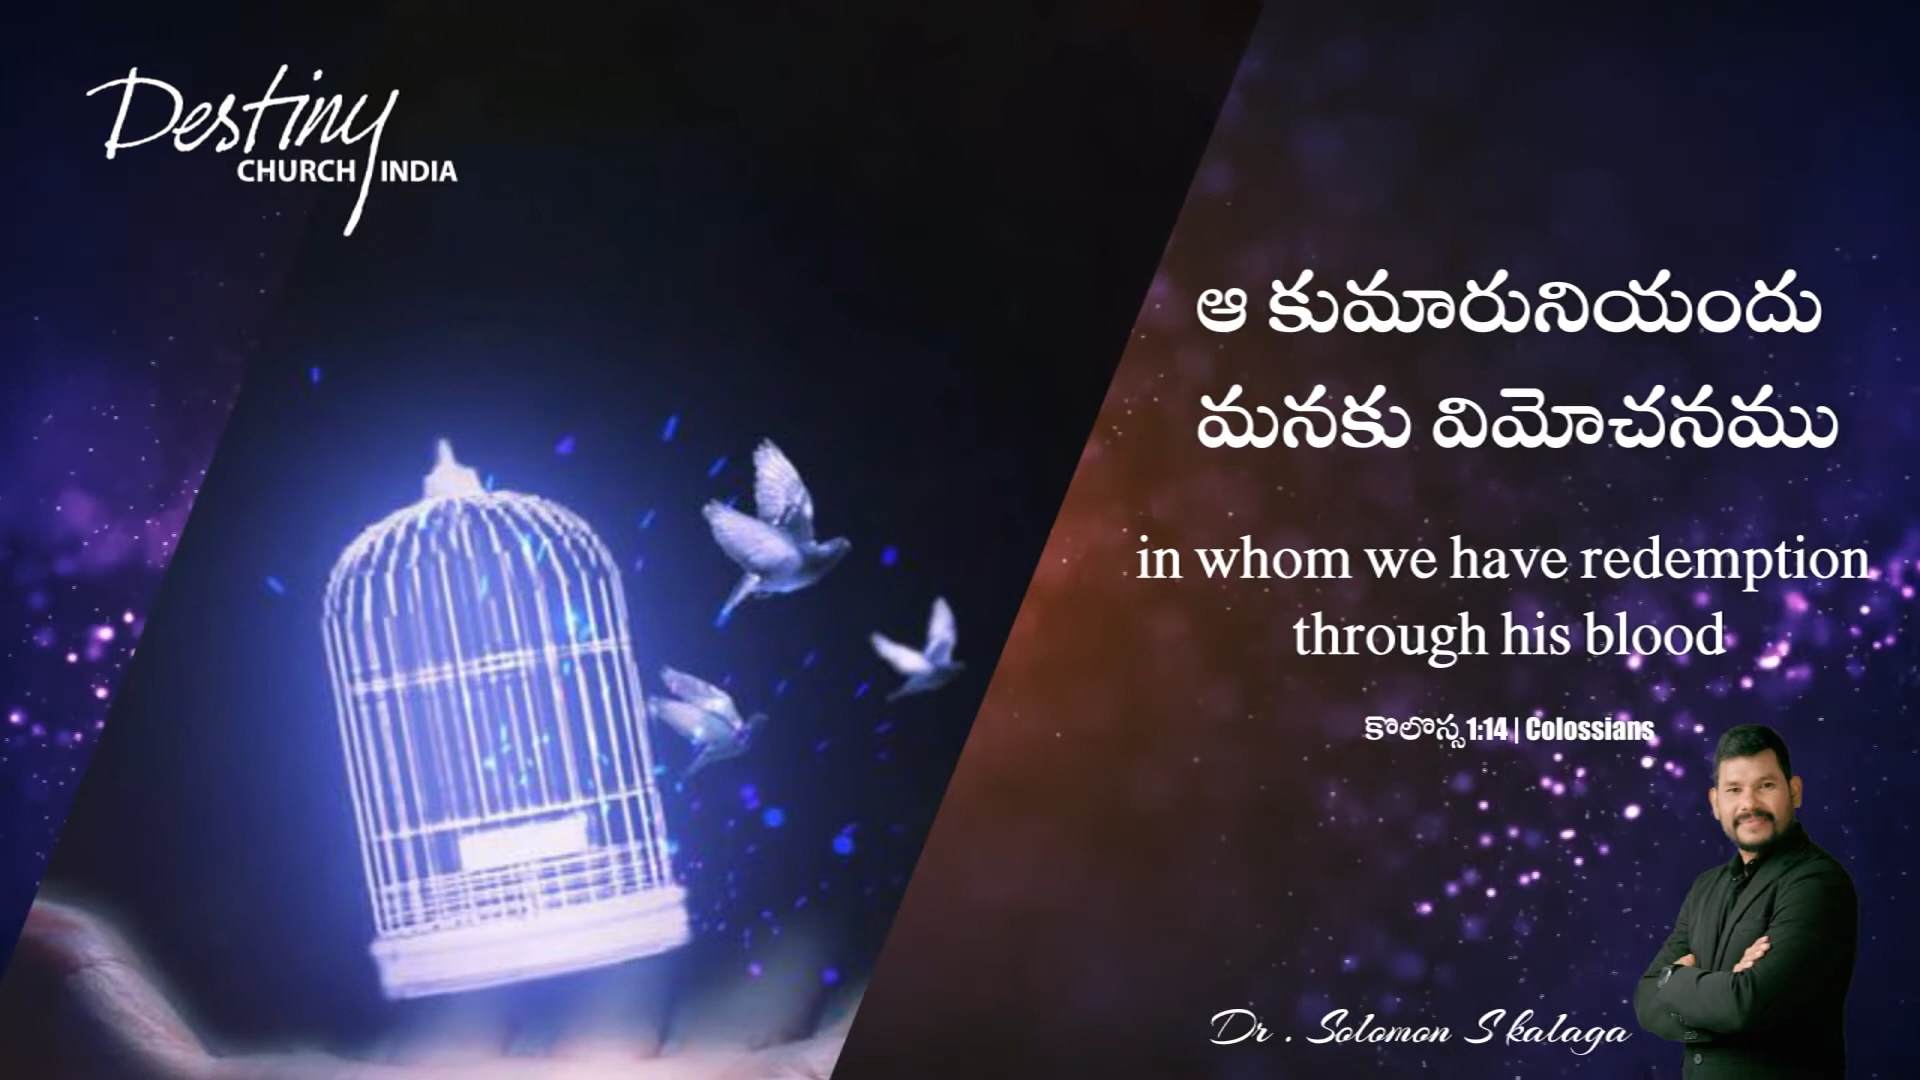 Destiny
CHURCH INDIA
ఆ కుమారునియందు
మనకు విమోచనము
in whom we have redemption
through his blood
కొలొస్స 1:14 | Colossians
Dr . Solomon S kalaga